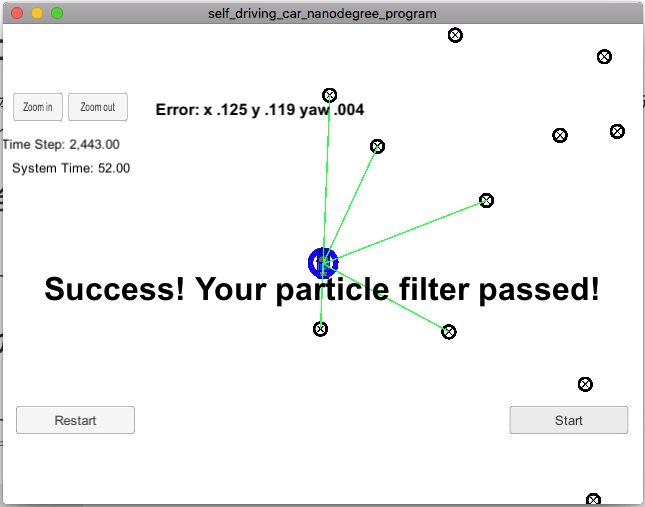 self_driving_car_nanodegree_program
Zoom in
Zoom out
Error: x .125 y .119 yaw .004
Time Step: 2,443.00
System Time: 52.00
Success! Your particle filter passed!
Restart
Start